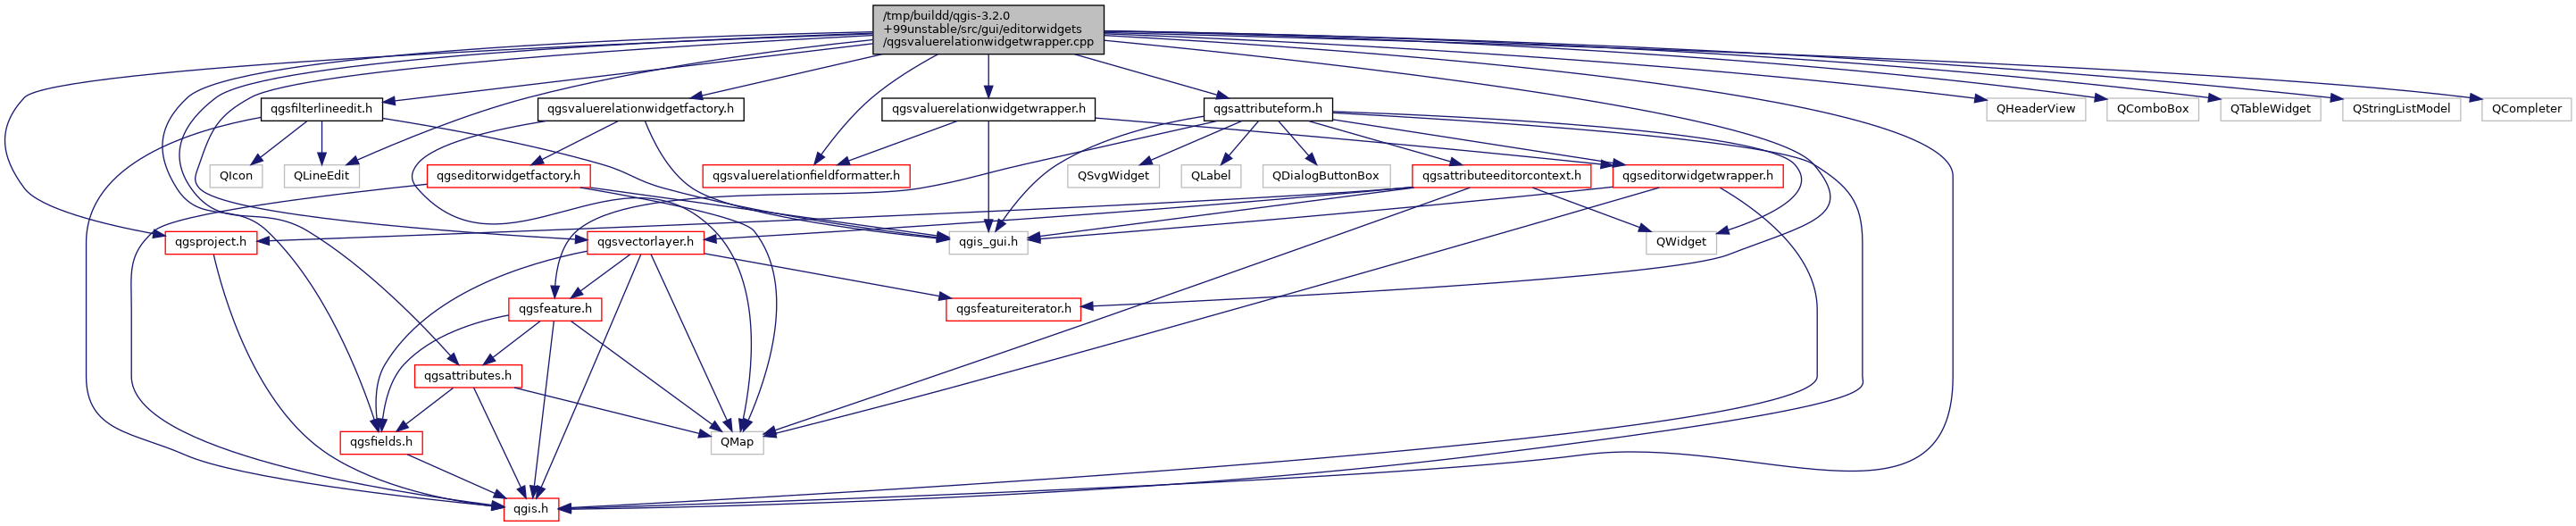 /tmp/buildd/qgis-3.2.0
+99unstable/src/gui/editorwidgets
/qgsvaluerelationwidgetwrapper.cpp
qgsfilterlineedit.h
qgsvaluerelationwidgetfactory.h
qgsvaluerelationwidgetwrapper.h
qgsattributeform.h
QHeaderView
QComboBox
QTableWidget
QStringListModel
QCompleter
QIcon
QLineEdit
qgseditorwidgetfactory.h
qgsvaluerelationfieldformatter.h
QSvgWidget
QLabel
QDialogButtonBox
qgsattributeeditorcontext.h
qgseditorwidgetwrapper.h
qgsproject.h
qgsvectorlayer.h
qgis_gui.h
QWidget
qgsfeature.h
qgsfeatureiterator.h
qgsattributes.h
qgsfields.h
QMap
qgis.h